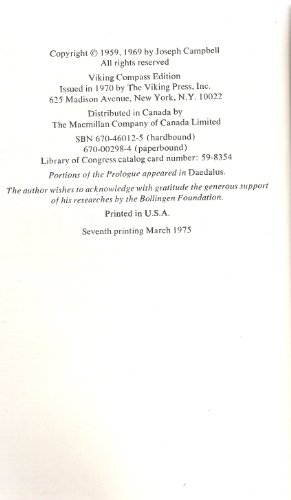 Copyright © 1959, 1969 by Joseph Campbell
All rights reserved
Viking Compass Edition
Issued in 1970 by The Viking Press, Inc.
625 Madison Avenue, New York, N.Y. 10022
Distributed in Canada by
The Macmillan Company of Canada Limited
SBN 670-46012-5 (hardbound)
670-00298-4 (paperbound)
Library of Congress catalog card number: 59-8354
Portions of the Prologue appeared in Daedalus.
The author wishes to acknowledge with gratitude the generous support
of his researches by the Bollingen Foundation.
Printed in U.S.A.
Seventh printing March 1975